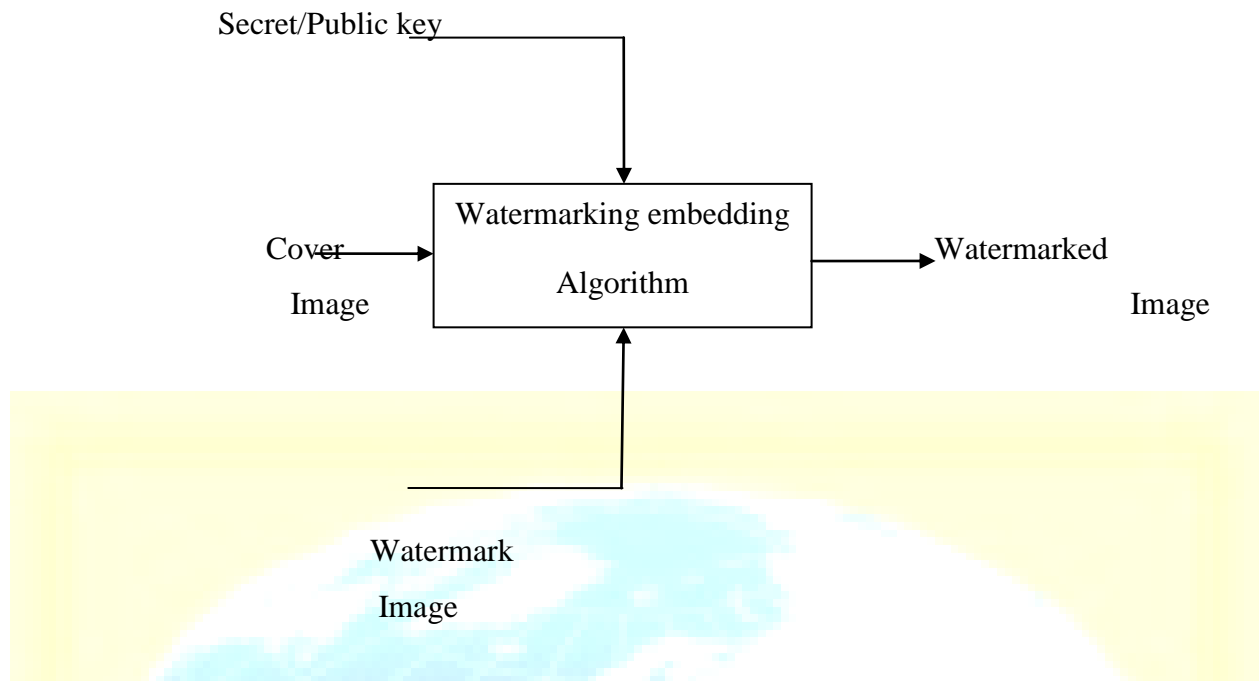 Secret/Public key
Watermarking embedding
Algorithm
Cover
Image
Watermarked
Image
Watermark
Image